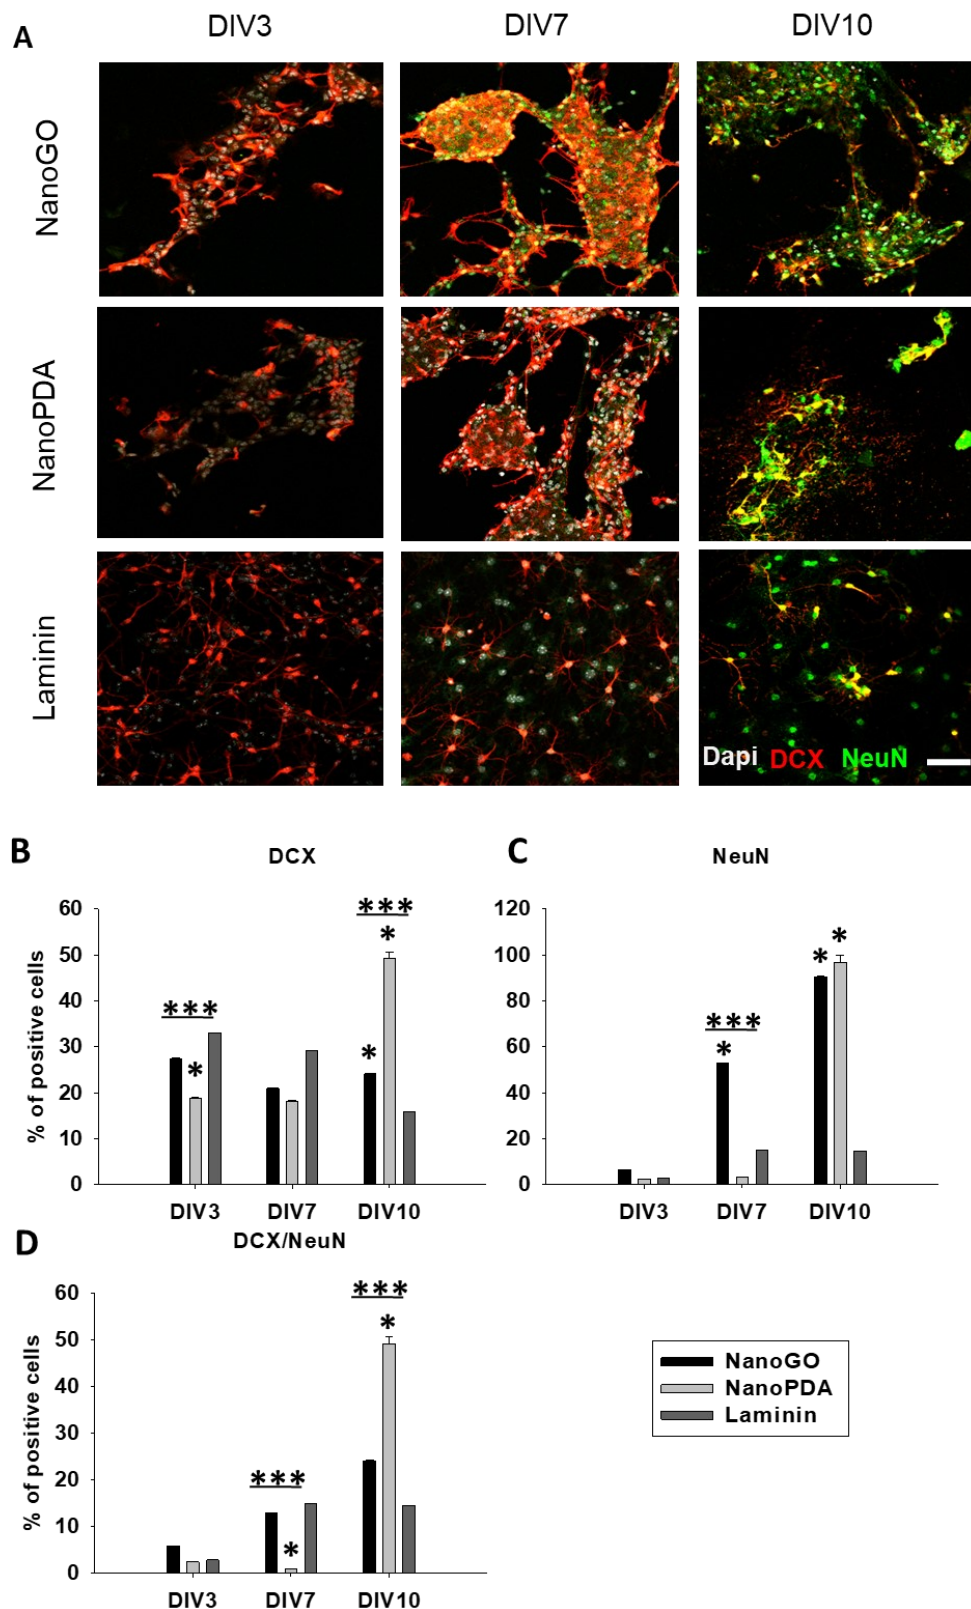 A
DIV3 DIV7 DIV10
NanoGO
NanoPDA
Laminin
Dapi DCX NeuN
B
DCX
% of positive cells
60
50
40
30
20
10
0
***
*
*
***
*
DIV3 DIV7 DIV10
C
NeuN
120
100
80
60
40
20
0
***
*
*
*
DIV3 DIV7 DIV10
D
DCX/NeuN
% of positive cells
60
50
40
30
20
10
0
***
*
***
*
DIV3 DIV7 DIV10
NanoGO
NanoPDA
Laminin